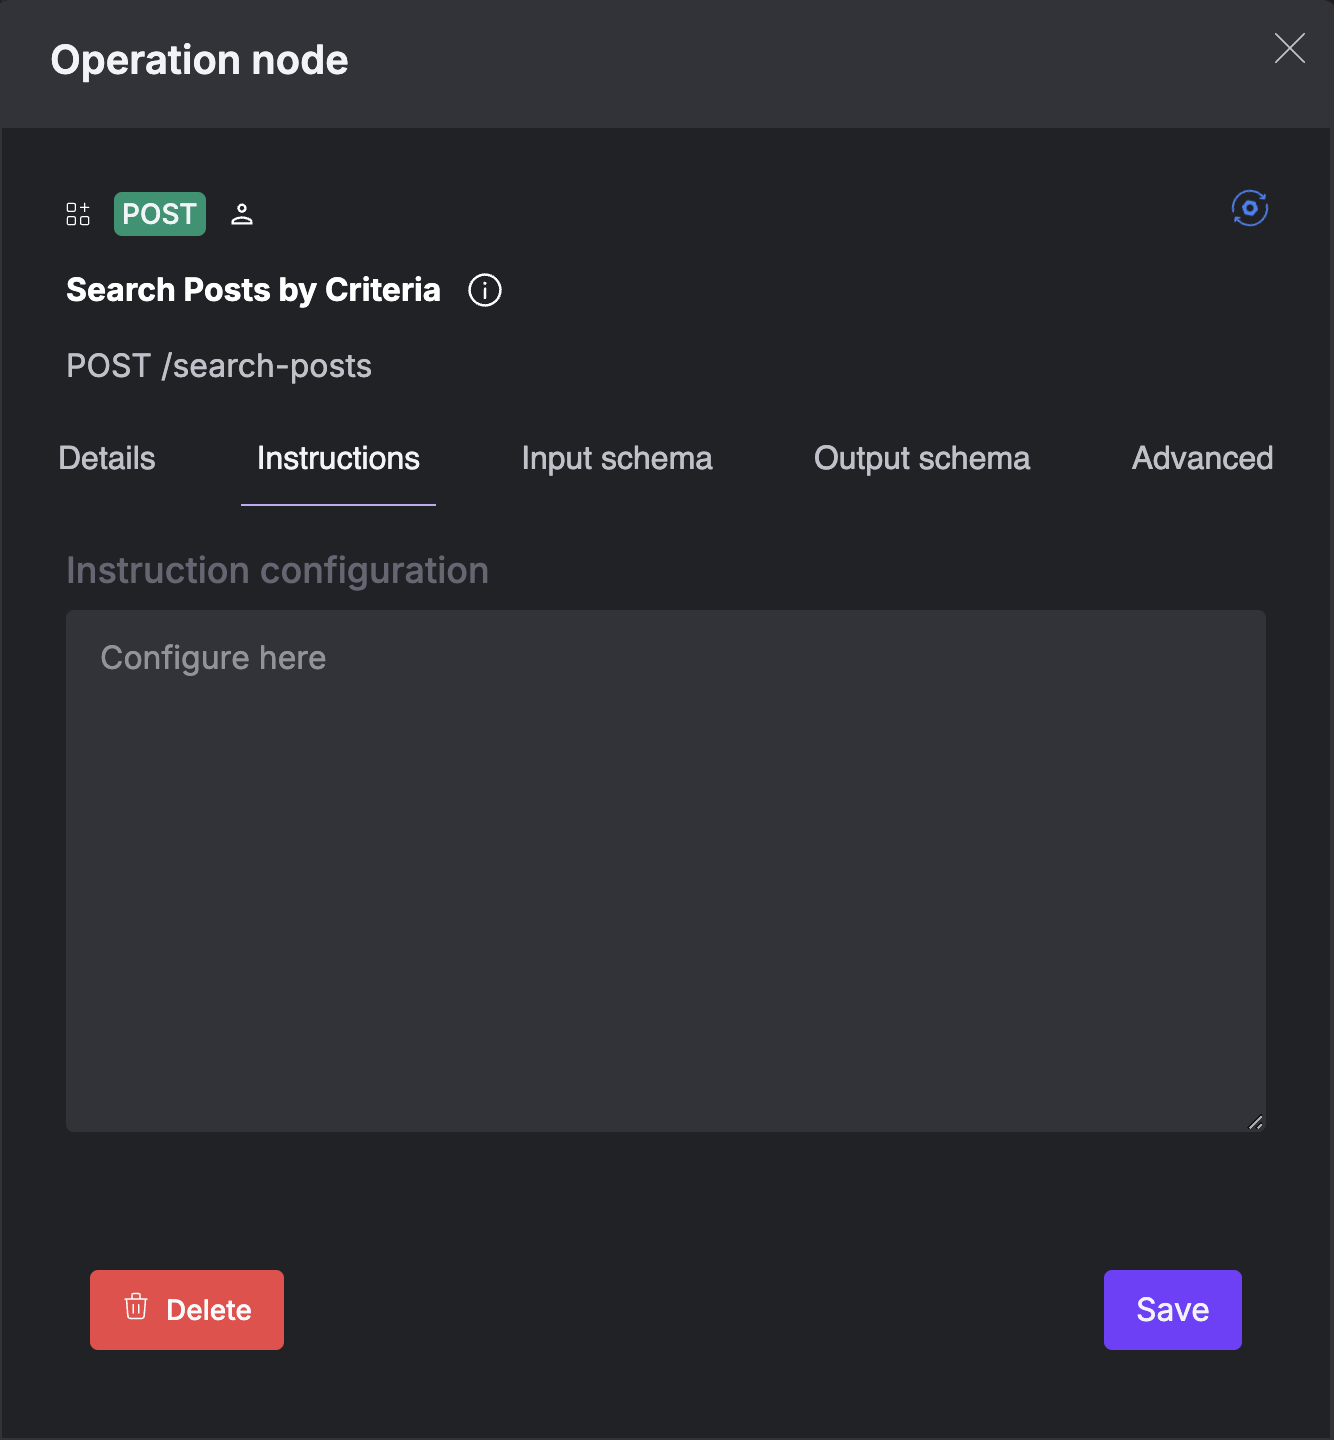 Operation node
POST
Search Posts by Criteria
POST /search-posts
Details Instructions Input schema Output schema Advanced
Instruction configuration
Configure here
Delete Save